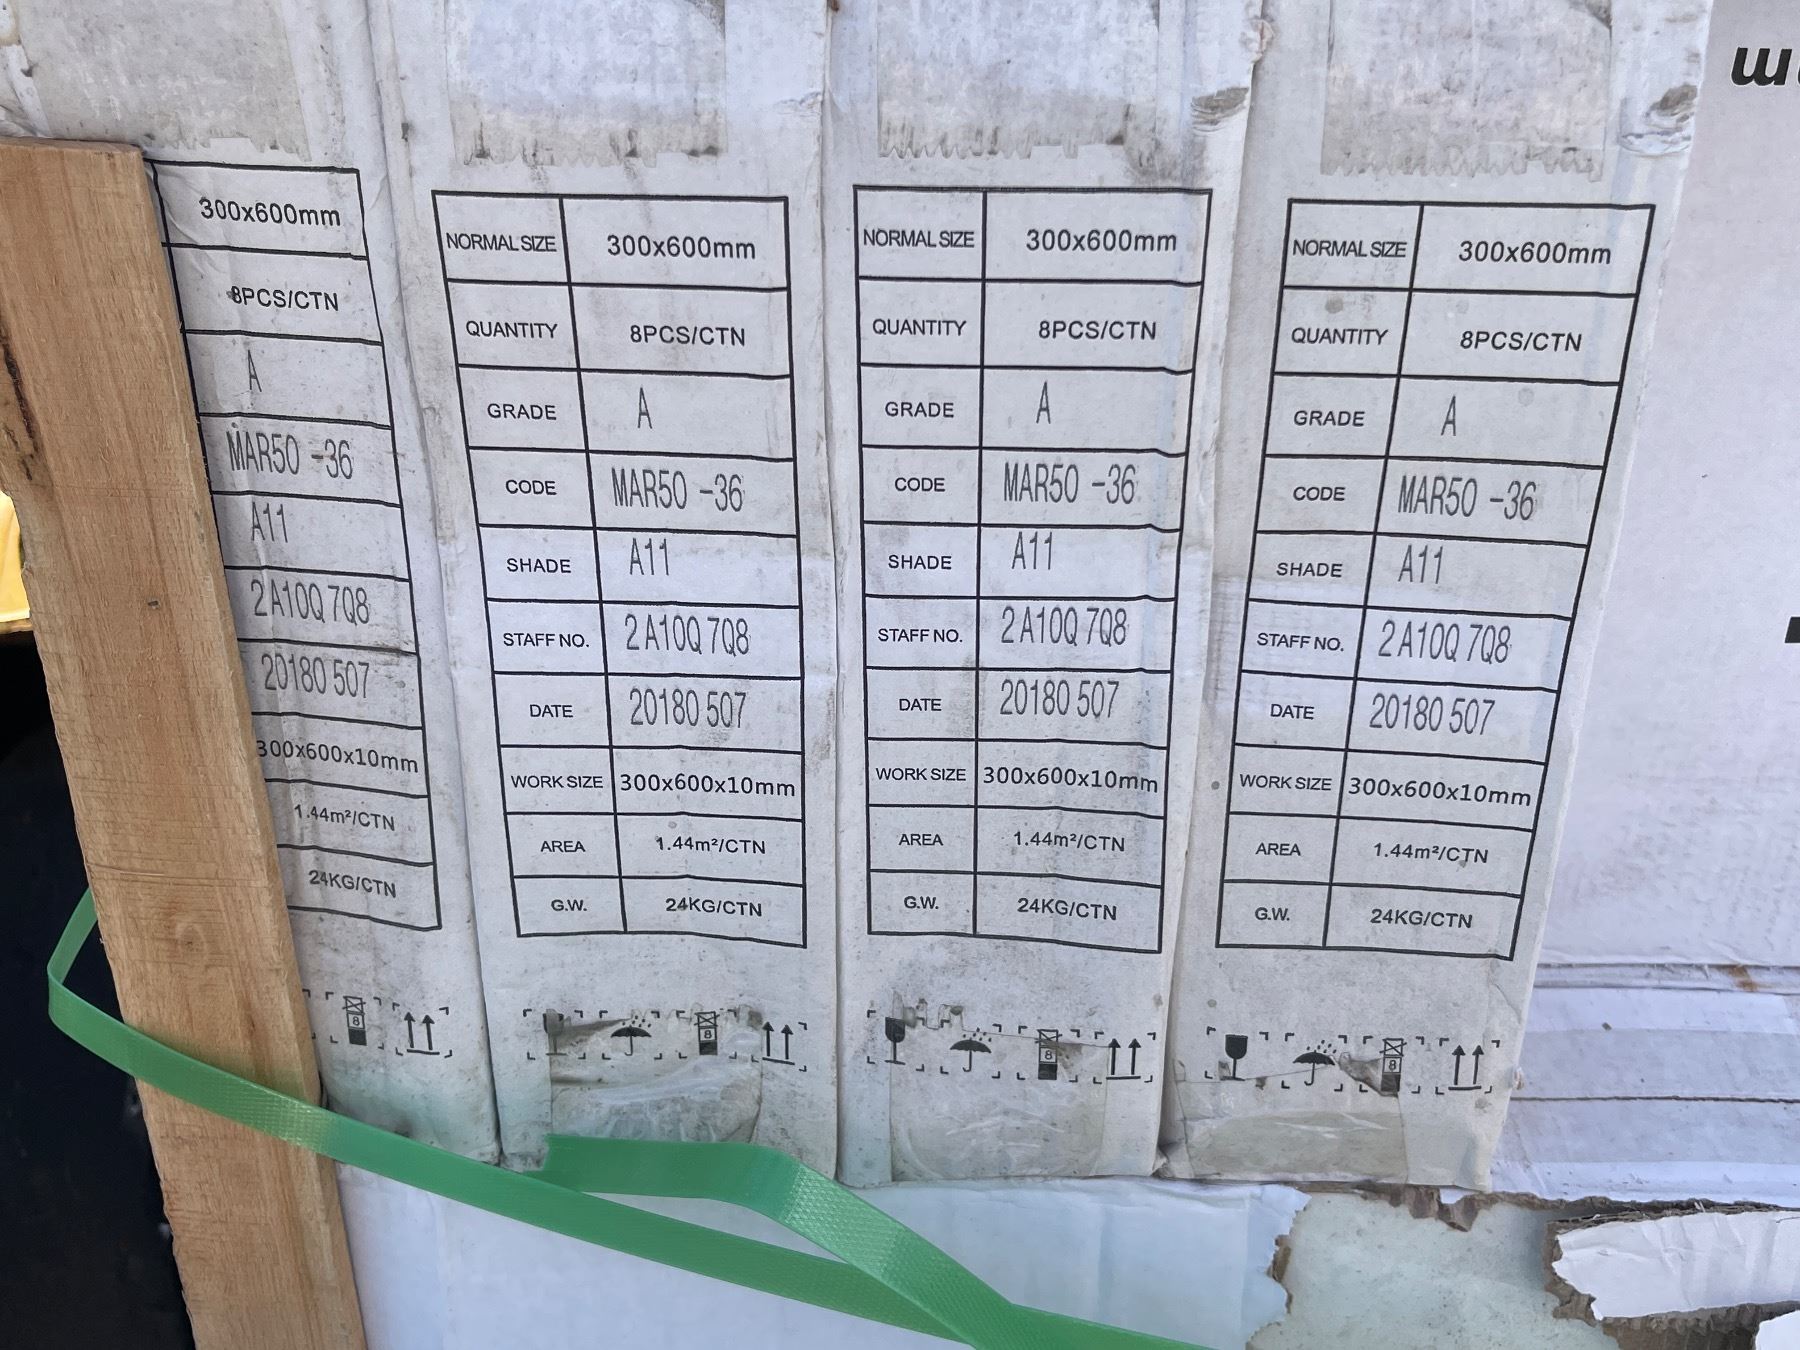 300x600mm
8PCS/CTN
A
MAR50 -36
A11
2 A10Q 7Q8
20180 507
300x600x10mm
1.44m²/CTN
24KG/CTN
8
NORMAL SIZE 300x600mm
QUANTITY 8PCS/CTN
GRADE A
CODE MAR50 -36
SHADE A11
STAFF NO. 2 A10Q 7Q8
DATE 20180 507
WORK SIZE 300x600x10mm
AREA 1.44m²/CTN
G.W. 24KG/CTN
8
NORMAL SIZE 300x600mm
QUANTITY 8PCS/CTN
GRADE A
CODE MAR50 -36
SHADE A11
STAFF NO. 2 A10Q 7Q8
DATE 20180 507
WORK SIZE 300x600x10mm
AREA 1.44m²/CTN
G.W. 24KG/CTN
8
NORMAL SIZE 300x600mm
QUANTITY 8PCS/CTN
GRADE A
CODE MAR50 -36
SHADE A11
STAFF NO. 2 A10Q 7Q8
DATE 20180 507
WORK SIZE 300x600x10mm
AREA 1.44m²/CTN
G.W. 24KG/CTN
8